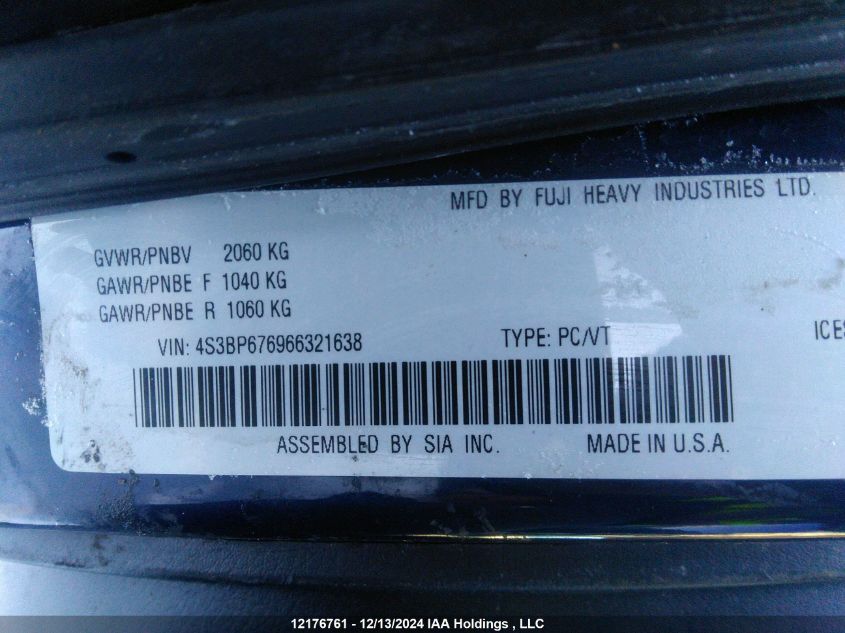 MFD BY FUJI HEAVY INDUSTRIES LTD.
GVWR/PNBV 2060 KG
GAWR/PNBE F 1040 KG
GAWR/PNBE R 1060 KG
VIN: 4S3BP676966321638 TYPE: PC/VT
ASSEMBLED BY SIA INC. MADE IN U.S.A.
12176761 - 12/13/2024 IAA Holdings , LLC